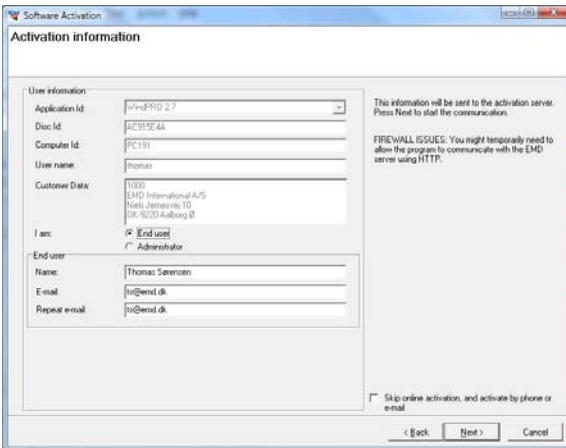 Software Activation
Activation information
User information
Application Id: WindPRO 2.7
Disc Id: AC915E4A
Computer Id: PC191
User name: thomas
Customer Data: 1000
EMD International A/S
Niels Jernesvej 10
DK-9220 Aalborg Ø
I am: End user
Administrator
End user
Name: Thomas Sørensen
E-mail: ts@emd.dk
Repeat e-mail: ts@emd.dk
This information will be sent to the activation server.
Press Next to start the communication.
FIREWALL ISSUES: You might temporarily need to
allow the program to communicate with the EMD
server using HTTP.
Skip online activation, and activate by phone or
e-mail
< Back Next > Cancel